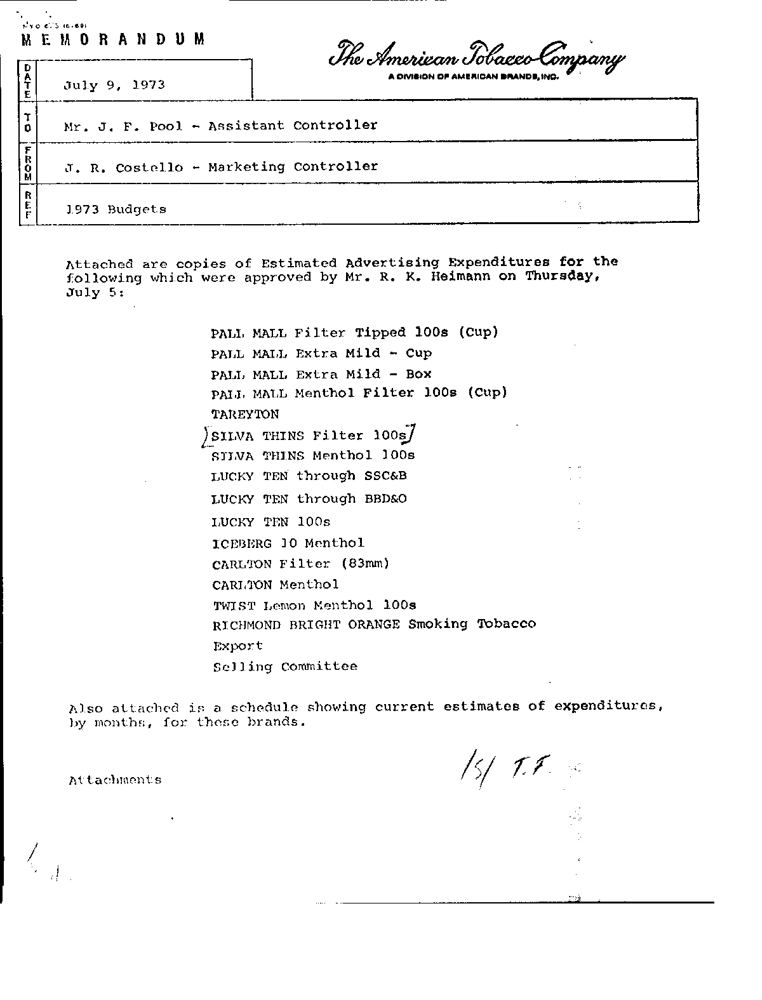 MEMORANDUM
The American Tobacco Company
A DIVISION OF AMERICAN BRANDS, INC.
DATE
July 9, 1973
TO
Mr. J. F. Pool - Assistant Controller
FROM
J. R. Costello - Marketing Controller
REF
1973 Budgets
Attached are copies of Estimated Advertising Expenditures for the
following which were approved by Mr. R. K. Heimann on Thursday,
July 5:
PALL MALL Filter Tipped 100s (Cup)
PALL MALL Extra Mild - Cup
PALL MALL Extra Mild - Box
PALL MALL Menthol Filter 100s (Cup)
TAREYTON
SILVA THINS Filter 100s
SILVA THINS Menthol 100s
LUCKY TEN through SSC&B
LUCKY TEN through BBD&O
LUCKY TEN 100s
ICEBERG 10 Menthol
CARLTON Filter (83mm)
CARLTON Menthol
TWIST Lemon Menthol 100s
RICHMOND BRIGHT ORANGE Smoking Tobacco
Export
Selling Committee
Also attached is a schedule showing current estimates of expenditures,
by months, for these brands.
/s/ T.F.
Attachments